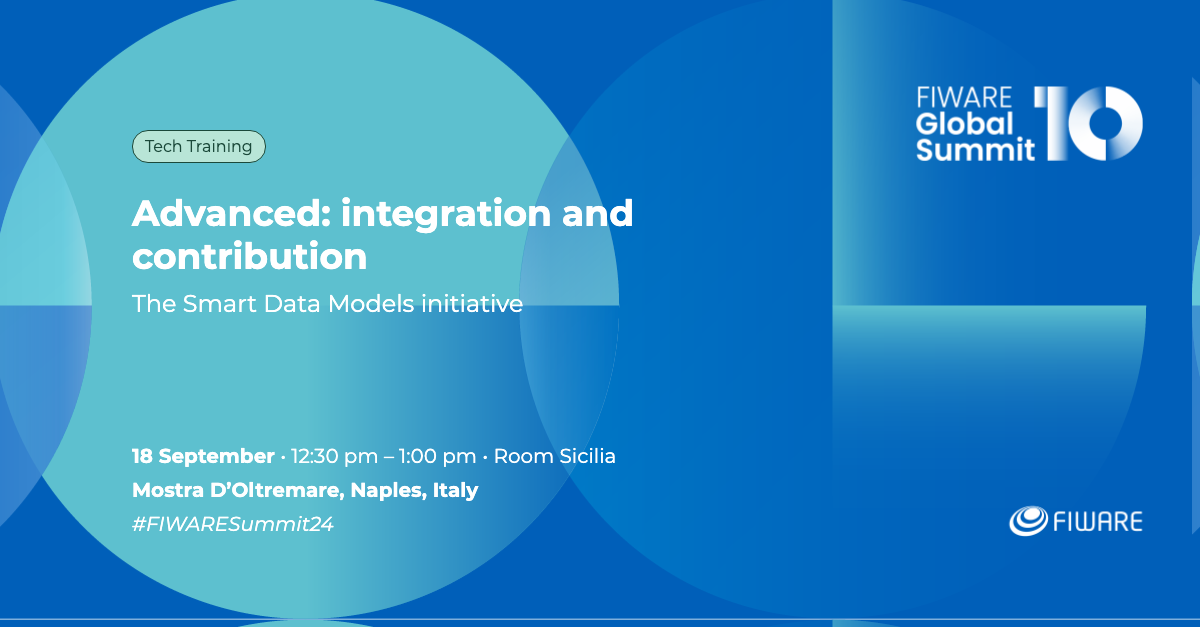 Tech Training
Advanced: integration and
contribution
The Smart Data Models initiative
18 September · 12:30 pm – 1:00 pm • Room Sicilia
Mostra D’Oltremare, Naples, Italy
#FIWARESummit24
FIWARE
Global
Summit 10
FIWARE